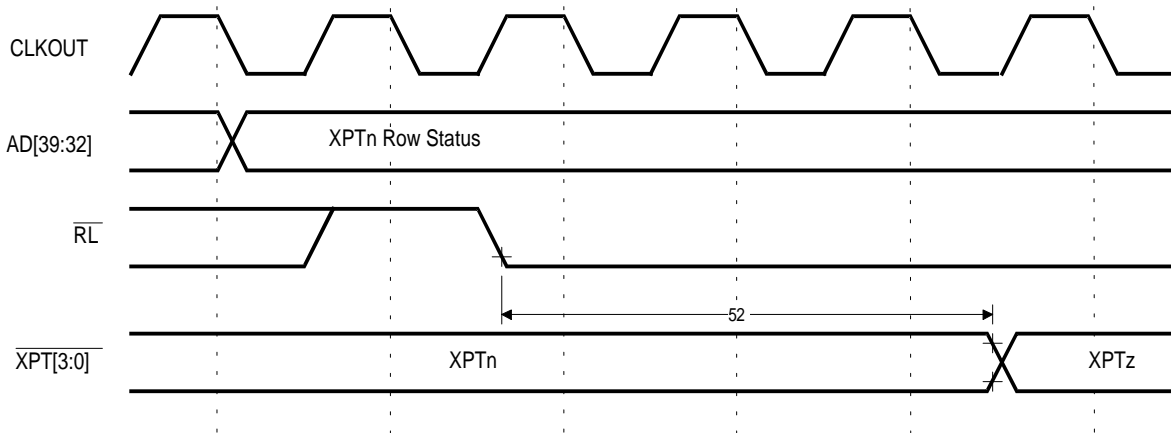 CLKOUT
AD[39:32]
XPTn Row Status
RL
52
XPT[3:0]
XPTn
XPTz